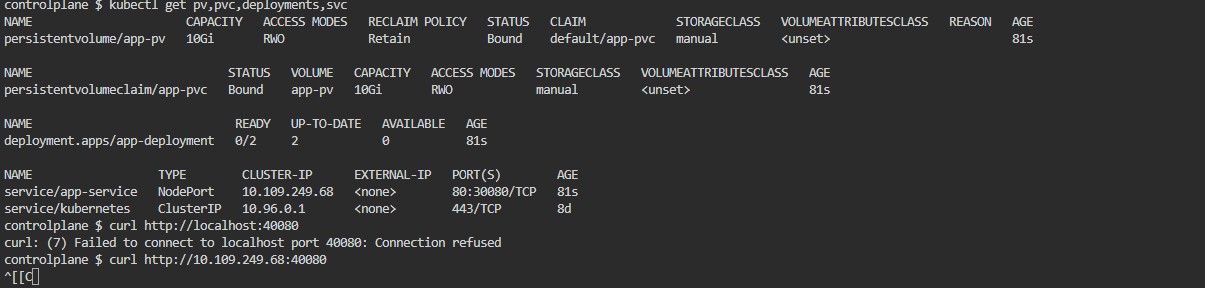 controlplane $ kubectl get pv,pvc,deployments,svc
NAME CAPACITY ACCESS MODES RECLAIM POLICY STATUS CLAIM STORAGECLASS VOLUMEATTRIBUTESCLASS REASON AGE
persistentvolume/app-pv 10Gi RWO Retain Bound default/app-pvc manual <unset> 81s
NAME STATUS VOLUME CAPACITY ACCESS MODES STORAGECLASS VOLUMEATTRIBUTESCLASS AGE
persistentvolumeclaim/app-pvc Bound app-pv 10Gi RWO manual <unset> 81s
NAME READY UP-TO-DATE AVAILABLE AGE
deployment.apps/app-deployment 0/2 2 0 81s
NAME TYPE CLUSTER-IP EXTERNAL-IP PORT(S) AGE
service/app-service NodePort 10.109.249.68 <none> 80:30080/TCP 81s
service/kubernetes ClusterIP 10.96.0.1 <none> 443/TCP 8d
controlplane $ curl http://localhost:40080
curl: (7) Failed to connect to localhost port 40080: Connection refused
controlplane $ curl http://10.109.249.68:40080
^[[C